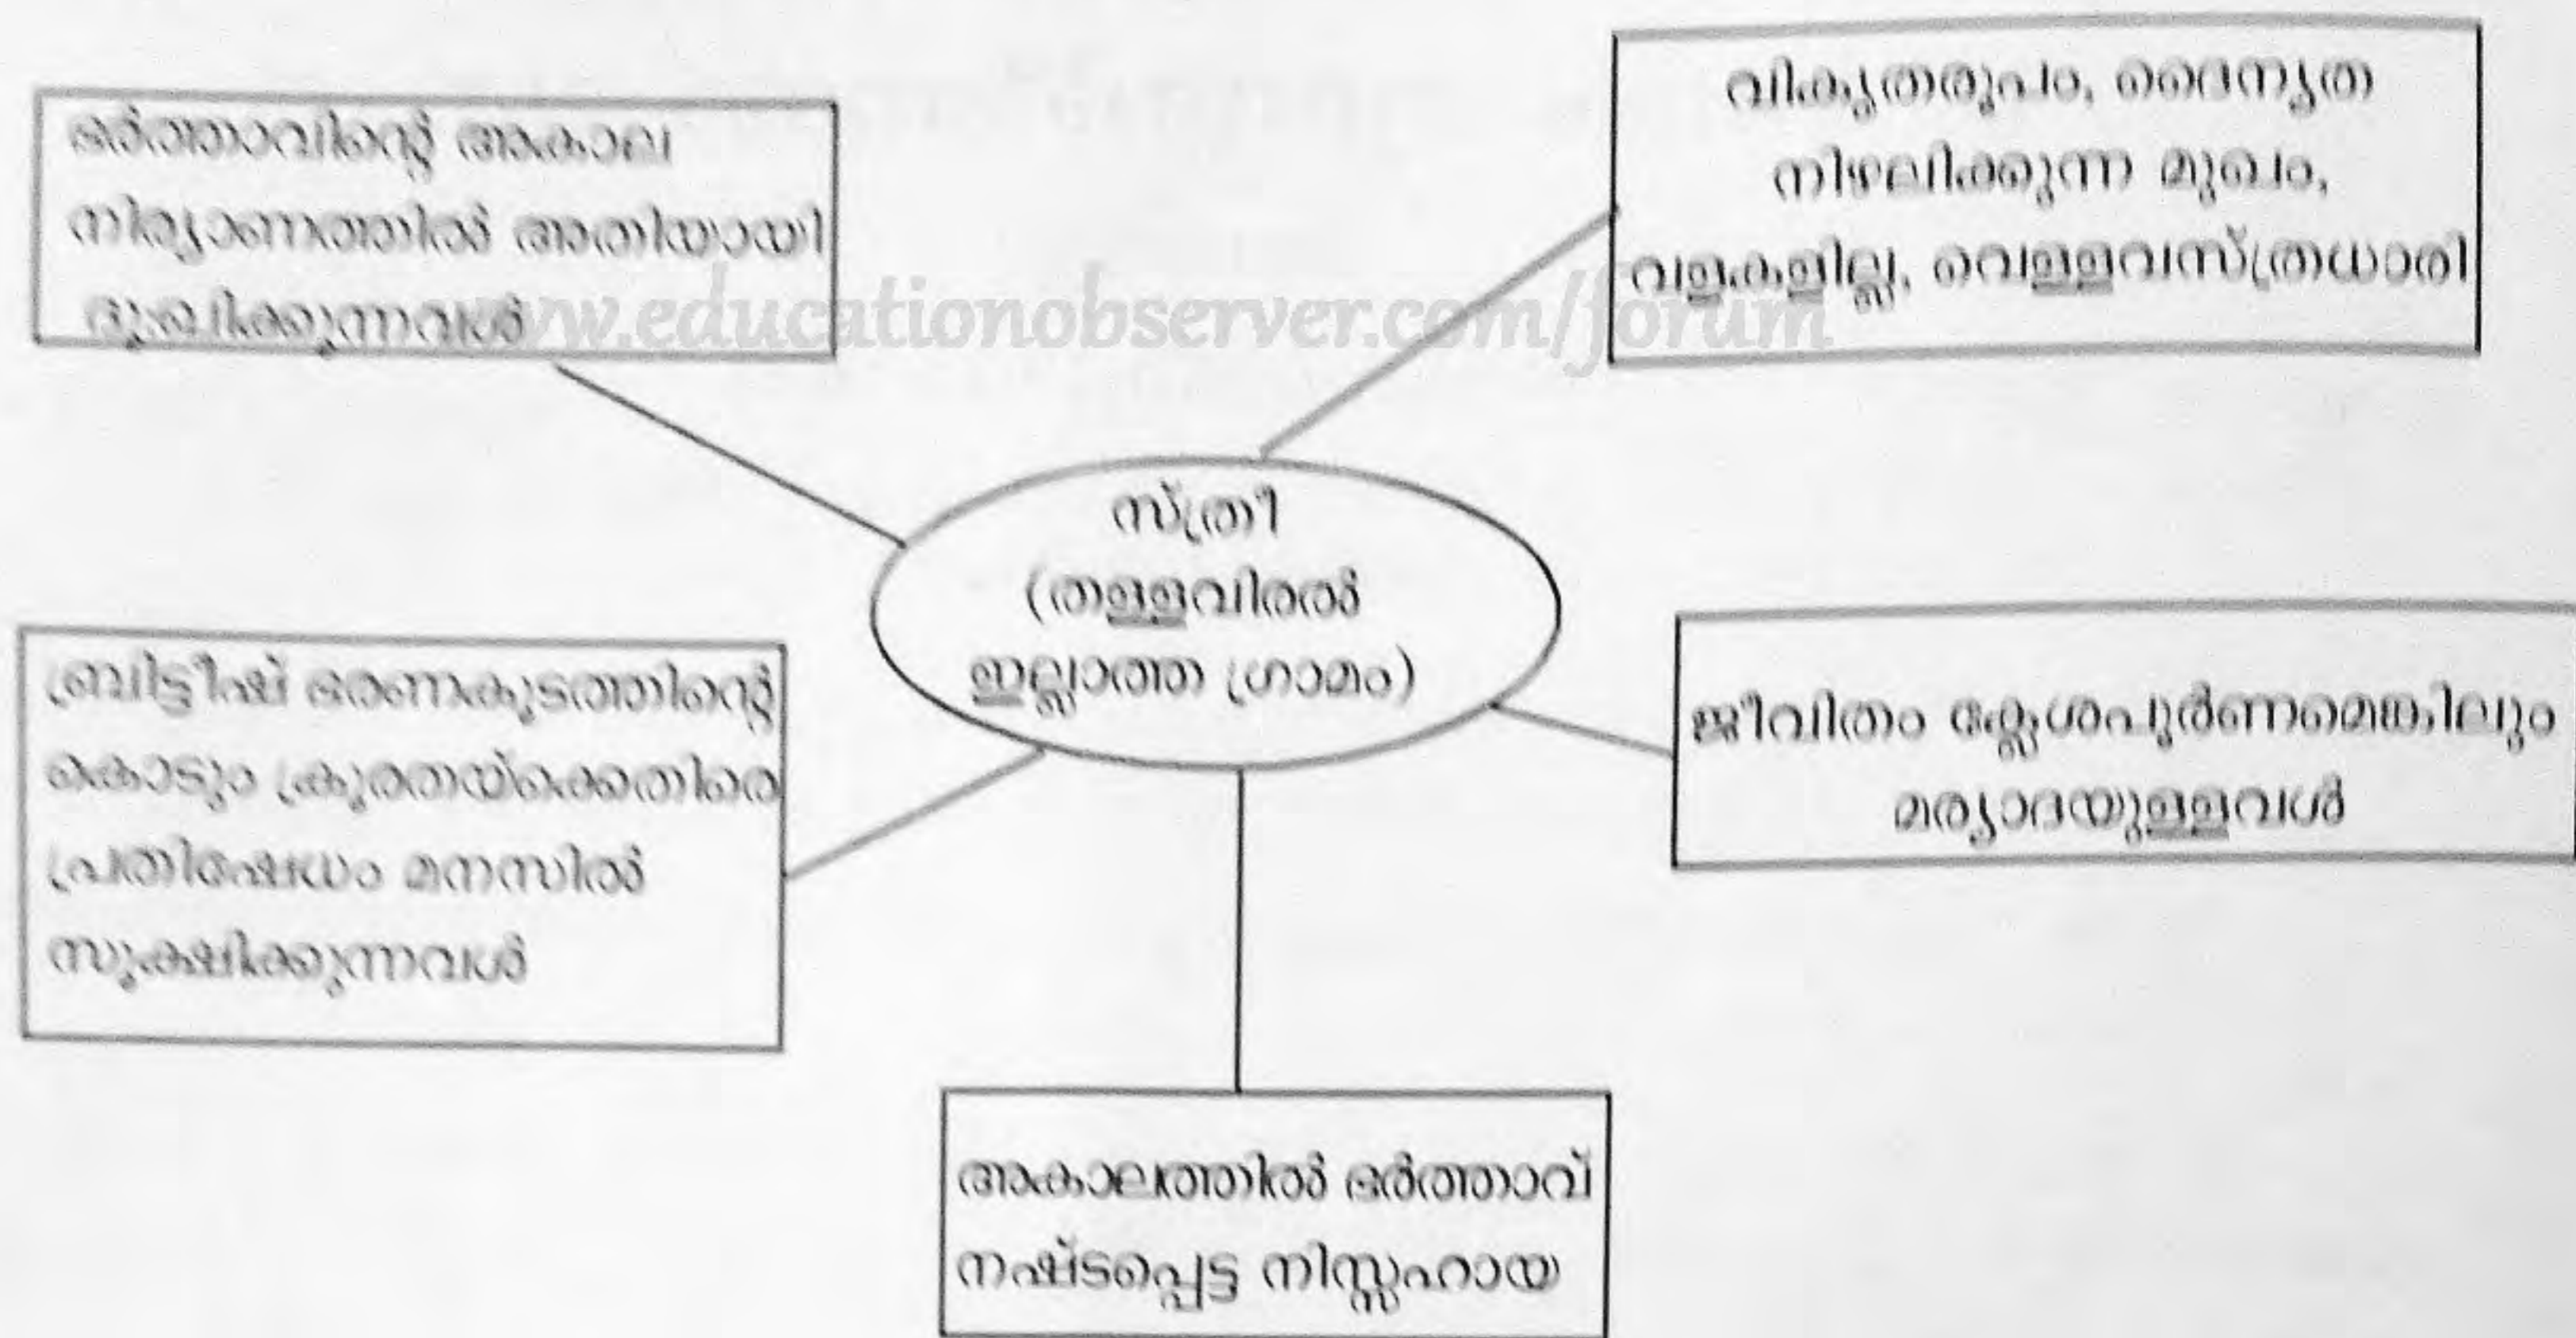 ഭർത്താവിന്റെ അകാല
നിര്യാണത്തിൽ അതിയായി
ദുഃഖിക്കുന്നവൾ
വികൃതരൂപം, ദൈന്യത
നിഴലിക്കുന്ന മുഖം,
വളകളില്ല, വെള്ളവസ്ത്രധാരി
www.educationobserver.com/forum
സ്ത്രീ
(തള്ളവിരൽ
ഇല്ലാത്ത ഗ്രാമം)
ബ്രിട്ടീഷ് ഭരണകൂടത്തിന്റെ
കൊടും ക്രൂരതയ്ക്കെതിരെ
പ്രതിഷേധം മനസിൽ
സൂക്ഷിക്കുന്നവൾ
ജീവിതം ക്ലേശപൂർണമെങ്കിലും
മര്യാദയുള്ളവൾ
അകാലത്തിൽ ഭർത്താവ്
നഷ്ടപ്പെട്ട നിസ്സഹായ